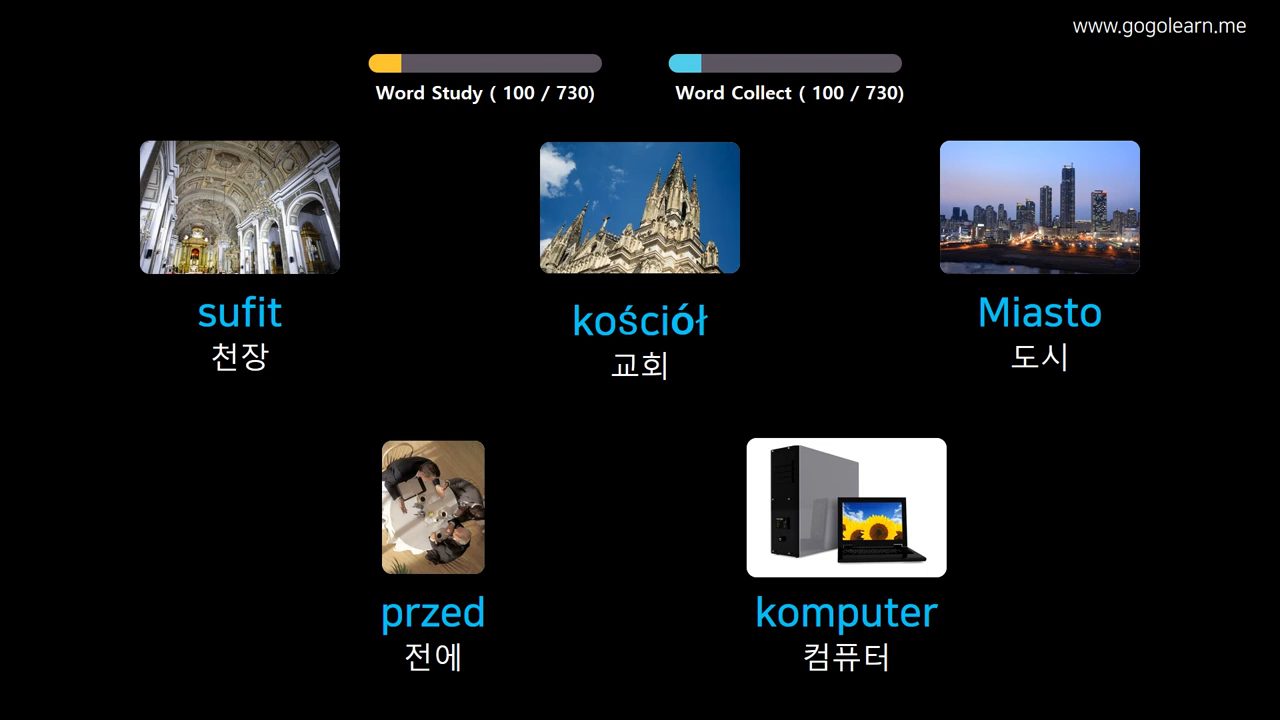 www.gogolearn.me
Word Study ( 100 / 730)
Word Collect ( 100 / 730)
sufit
천장
kościół
교회
Miasto
도시
przed
전에
komputer
컴퓨터